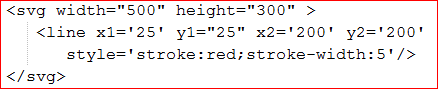 <svg width="500" height="300" >
<line x1='25' y1="25" x2='200' y2='200'
style='stroke:red;stroke-width:5'/>
</svg>